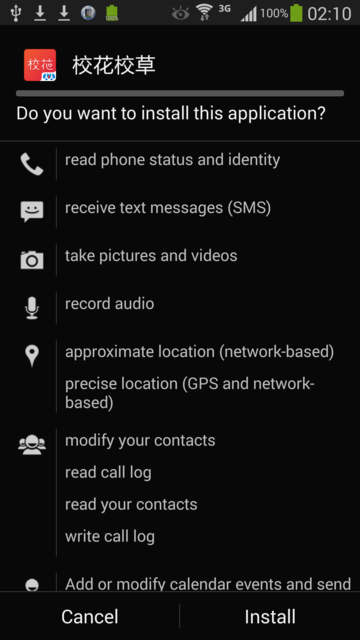 3G 100% 02:10
校花 校花校草
Do you want to install this application?
read phone status and identity
receive text messages (SMS)
take pictures and videos
record audio
approximate location (network-based)
precise location (GPS and network-
based)
modify your contacts
read call log
read your contacts
write call log
Add or modify calendar events and send
Cancel Install